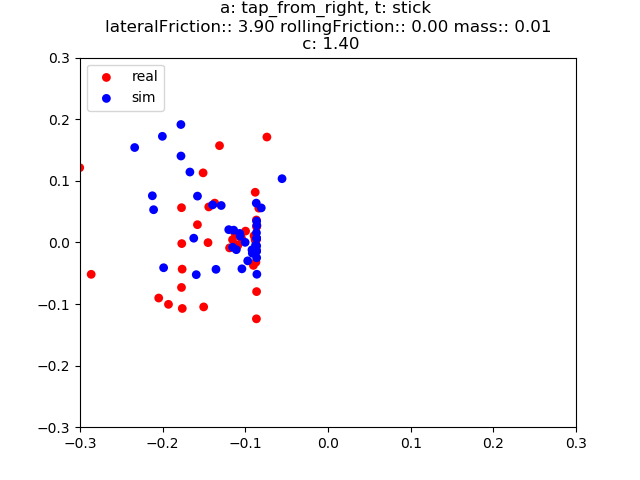 a: tap_from_right, t: stick
lateralFriction:: 3.90 rollingFriction:: 0.00 mass:: 0.01
c: 1.40
real
sim
0.3
0.2
0.1
0.0
−0.1
−0.2
−0.3
−0.3 −0.2 −0.1 0.0 0.1 0.2 0.3